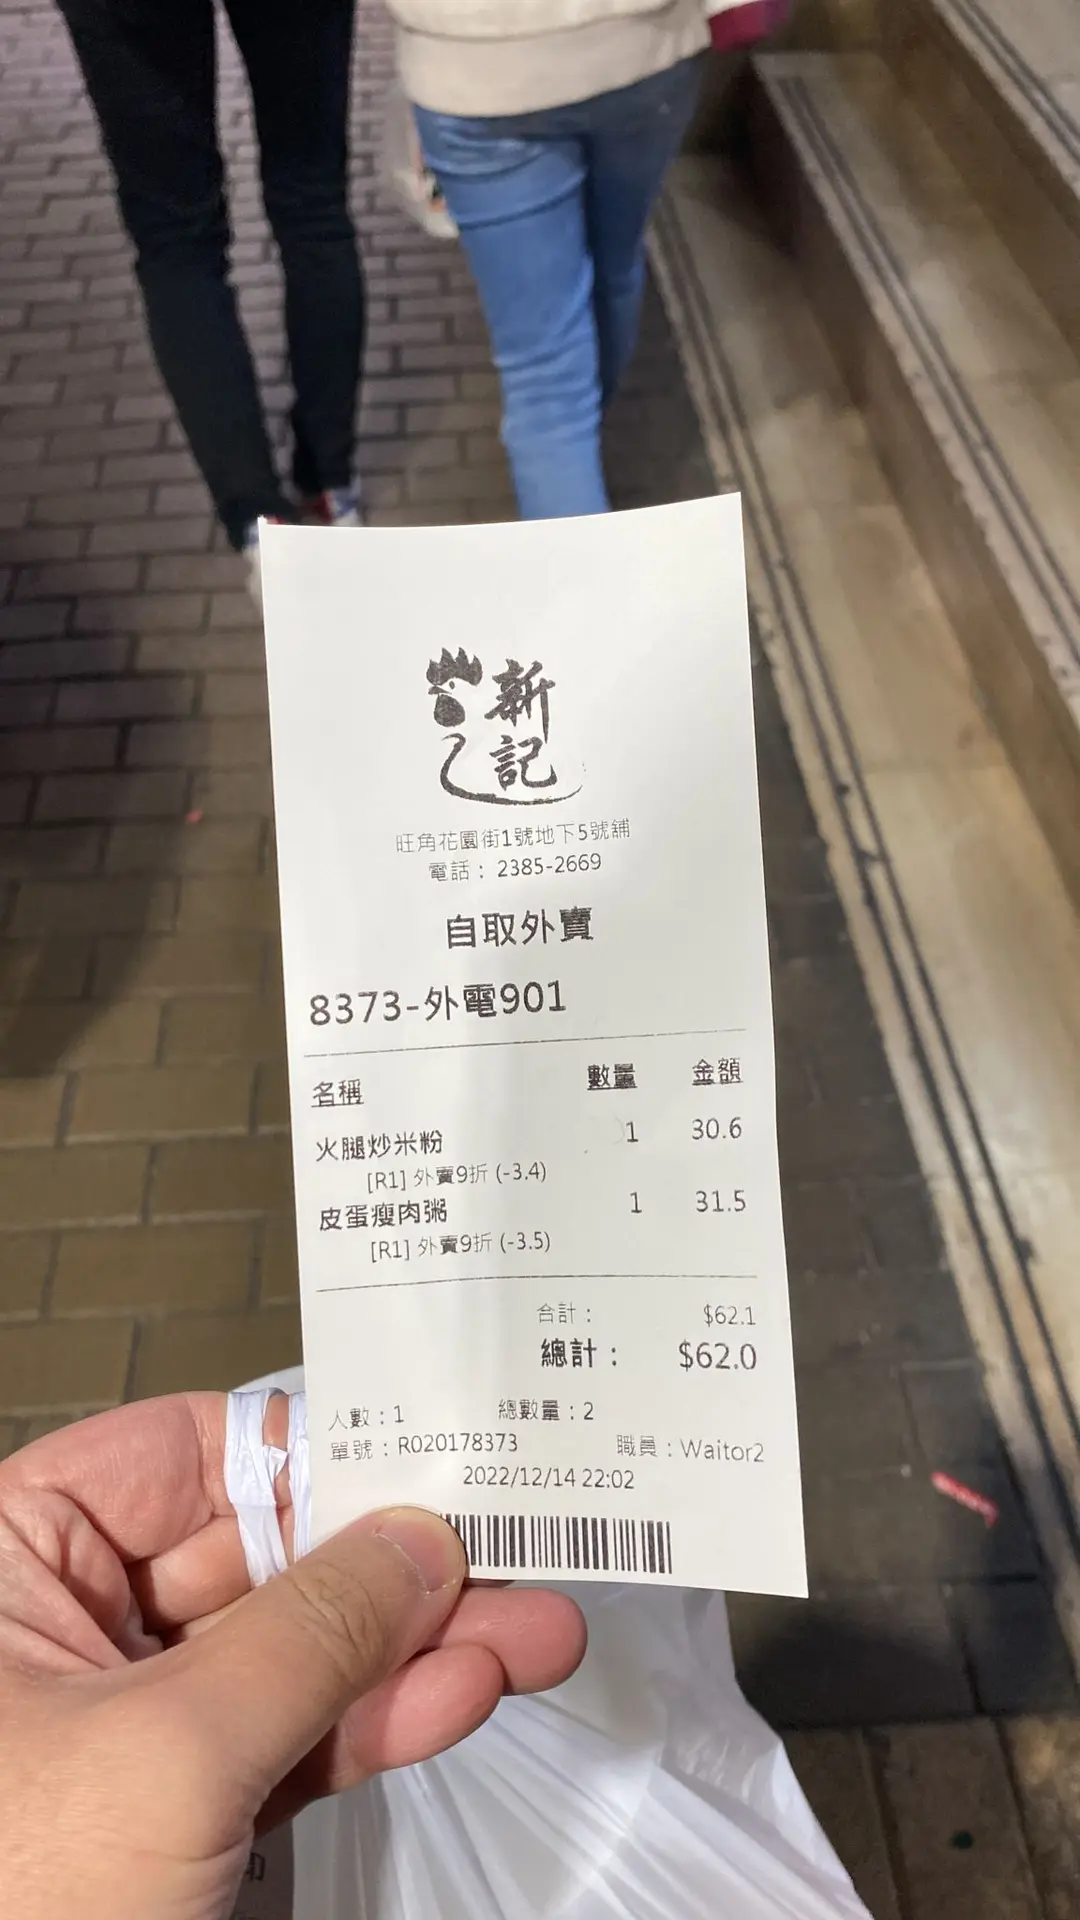 新記
旺角花園街1號地下5號舖
電話： 2385-2669
自取外賣
8373-外電901
名稱 數量 金額
火腿炒米粉 1 30.6
[R1] 外賣9折 (-3.4)
皮蛋瘦肉粥 1 31.5
[R1] 外賣9折 (-3.5)
合計： $62.1
總計： $62.0
人數：1 總數量：2
單號：R020178373 職員：Waitor2
2022/12/14 22:02